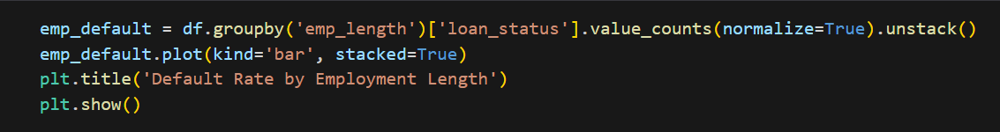 emp_default = df.groupby('emp_length')['loan_status'].value_counts(normalize=True).unstack()
emp_default.plot(kind='bar', stacked=True)
plt.title('Default Rate by Employment Length')
plt.show()